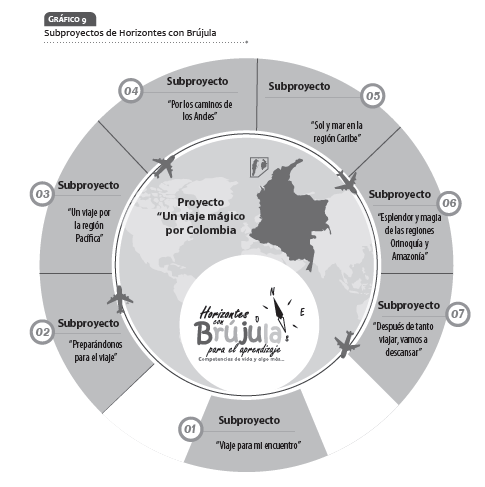 GRÁFICO 9
Subproyectos de Horizontes con Brújula
04
Subproyecto
"Por los caminos de
los Andes"
Subproyecto
05
"Sol y mar en la
región Caribe"
03
Subproyecto
"Un viaje por
la región
Pacífica"
Proyecto
"Un viaje mágico
por Colombia
Subproyecto
06
"Esplendor y magia
de las regiones
Orinoquía y
Amazonía"
02
Subproyecto
"Preparándonos
para el viaje"
N
E
S
O
Horizontes
con
Brújula
para el aprendizaje
Competencias de vida y algo más...
Subproyecto
07
"Después de tanto
viajar, vamos a
descansar"
01
Subproyecto
"Viaje para mi encuentro"